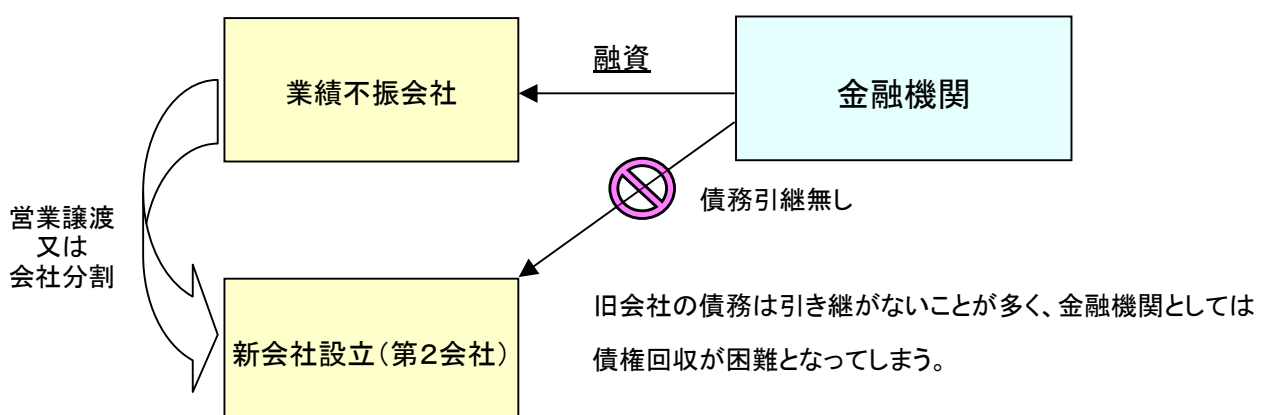 融資
業績不振会社
金融機関
債務引継無し
営業譲渡
又は
会社分割
旧会社の債務は引き継がないことが多く、金融機関としては
債権回収が困難となってしまう。
新会社設立（第２会社）